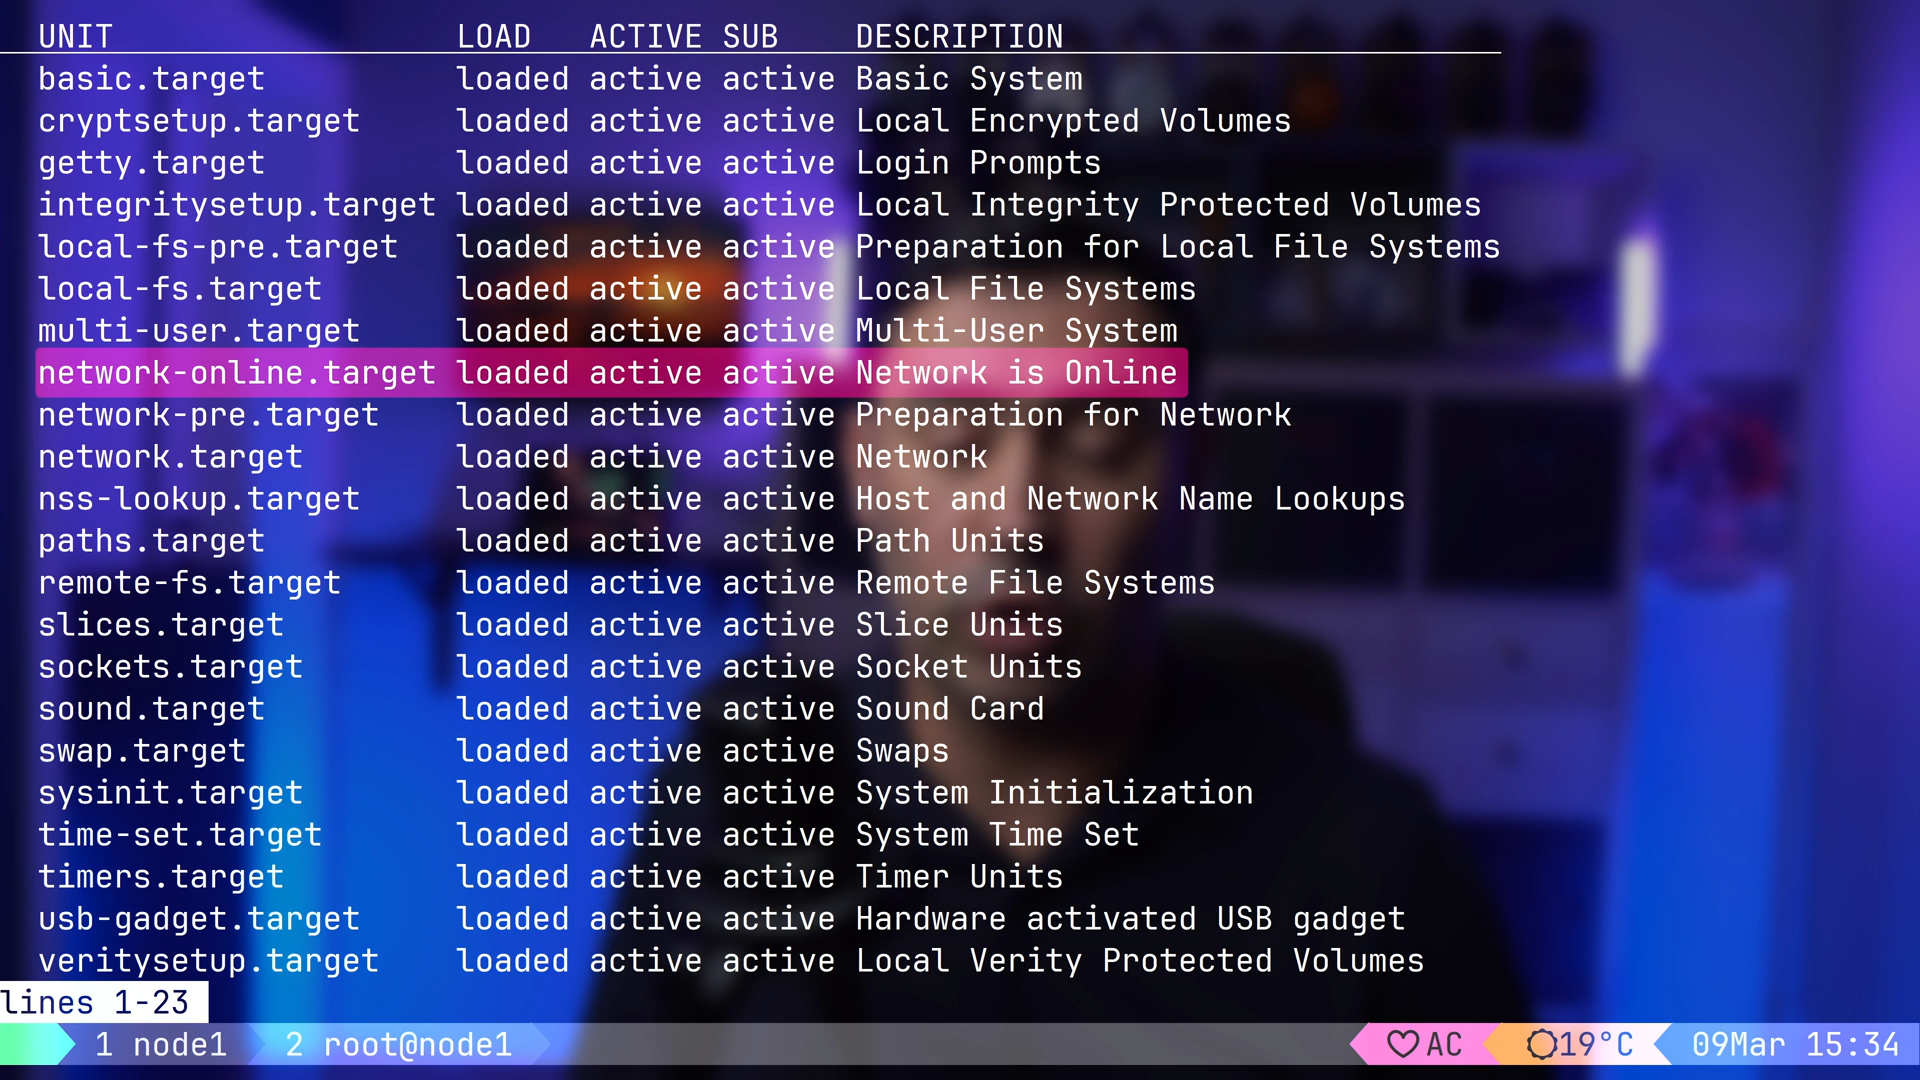 UNIT LOAD ACTIVE SUB DESCRIPTION
basic.target loaded active active Basic System
cryptsetup.target loaded active active Local Encrypted Volumes
getty.target loaded active active Login Prompts
integritysetup.target loaded active active Local Integrity Protected Volumes
local-fs-pre.target loaded active active Preparation for Local File Systems
local-fs.target loaded active active Local File Systems
multi-user.target loaded active active Multi-User System
network-online.target loaded active active Network is Online
network-pre.target loaded active active Preparation for Network
network.target loaded active active Network
nss-lookup.target loaded active active Host and Network Name Lookups
paths.target loaded active active Path Units
remote-fs.target loaded active active Remote File Systems
slices.target loaded active active Slice Units
sockets.target loaded active active Socket Units
sound.target loaded active active Sound Card
swap.target loaded active active Swaps
sysinit.target loaded active active System Initialization
time-set.target loaded active active System Time Set
timers.target loaded active active Timer Units
usb-gadget.target loaded active active Hardware activated USB gadget
veritysetup.target loaded active active Local Verity Protected Volumes
lines 1-23
1 node1 2 root@node1 AC 19°C 09Mar 15:34